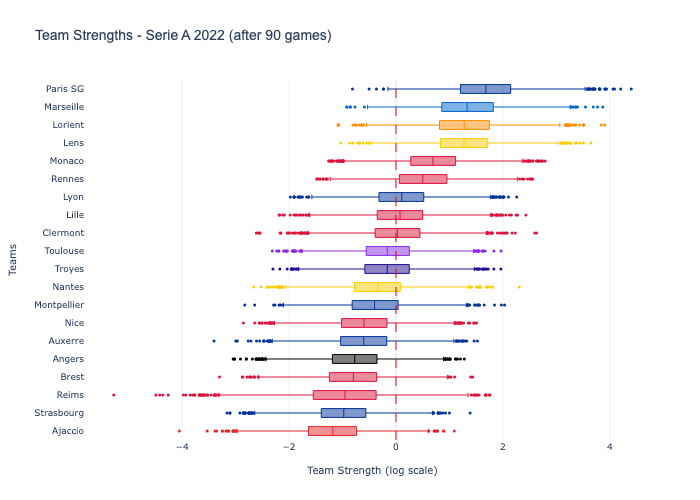 Team Strengths - Serie A 2022 (after 90 games)
Paris SG
Marseille
Lorient
Lens
Monaco
Rennes
Lyon
Lille
Clermont
Toulouse
Troyes
Nantes
Montpellier
Nice
Auxerre
Angers
Brest
Reims
Strasbourg
Ajaccio
Teams
−4 −2 0 2 4
Team Strength (log scale)